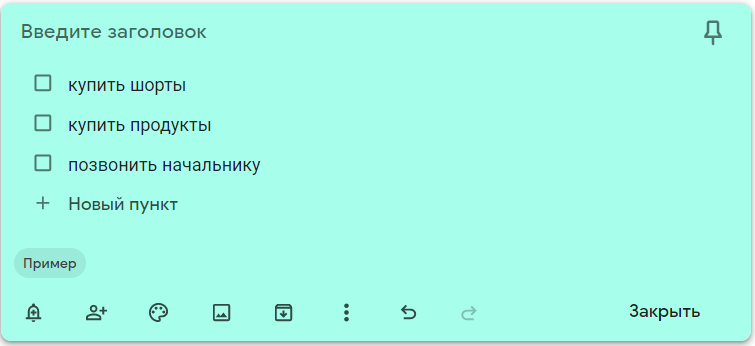 Введите заголовок
купить шорты
купить продукты
позвонить начальнику
Новый пункт
Пример
Закрыть